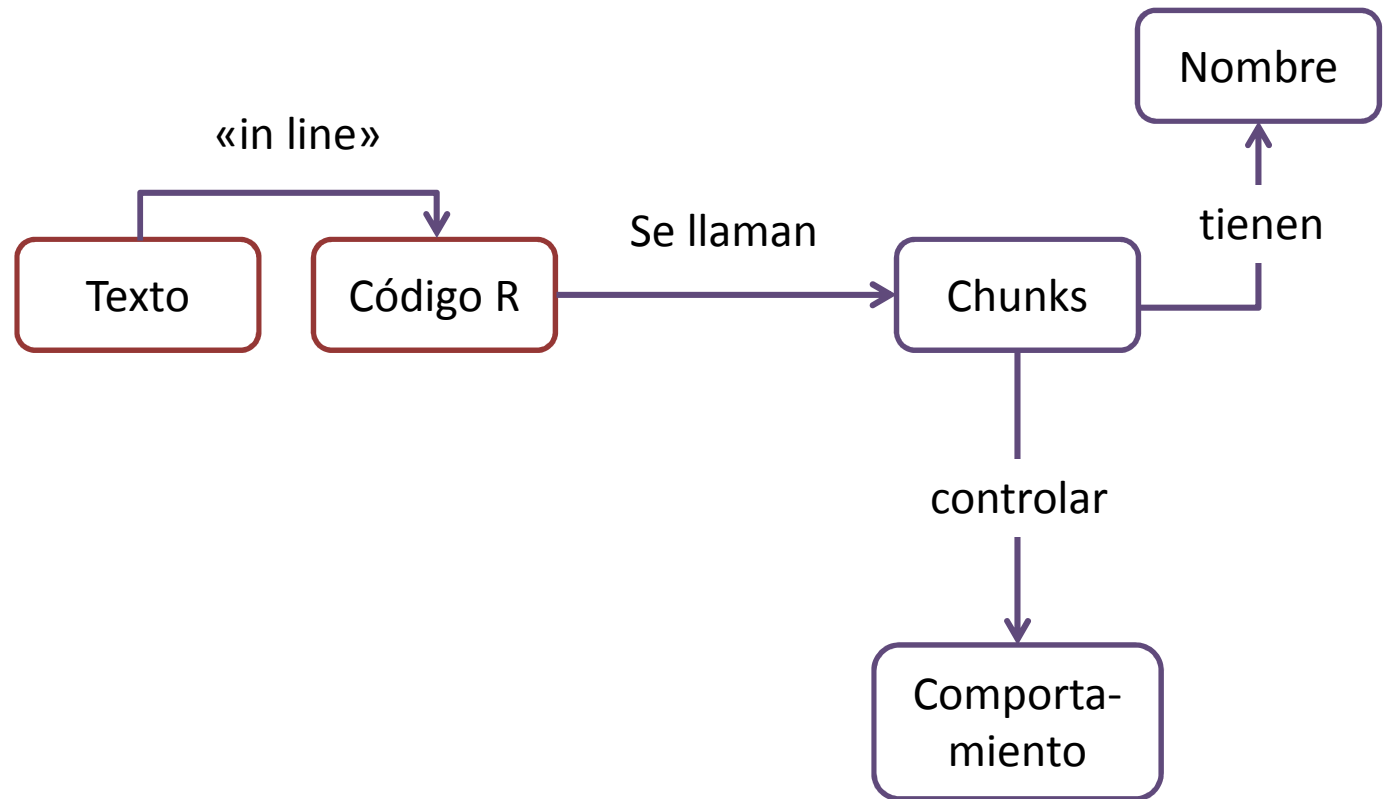 Nombre
«in line»
Se llaman
tienen
Texto
Código R
Chunks
controlar
Comporta-
miento